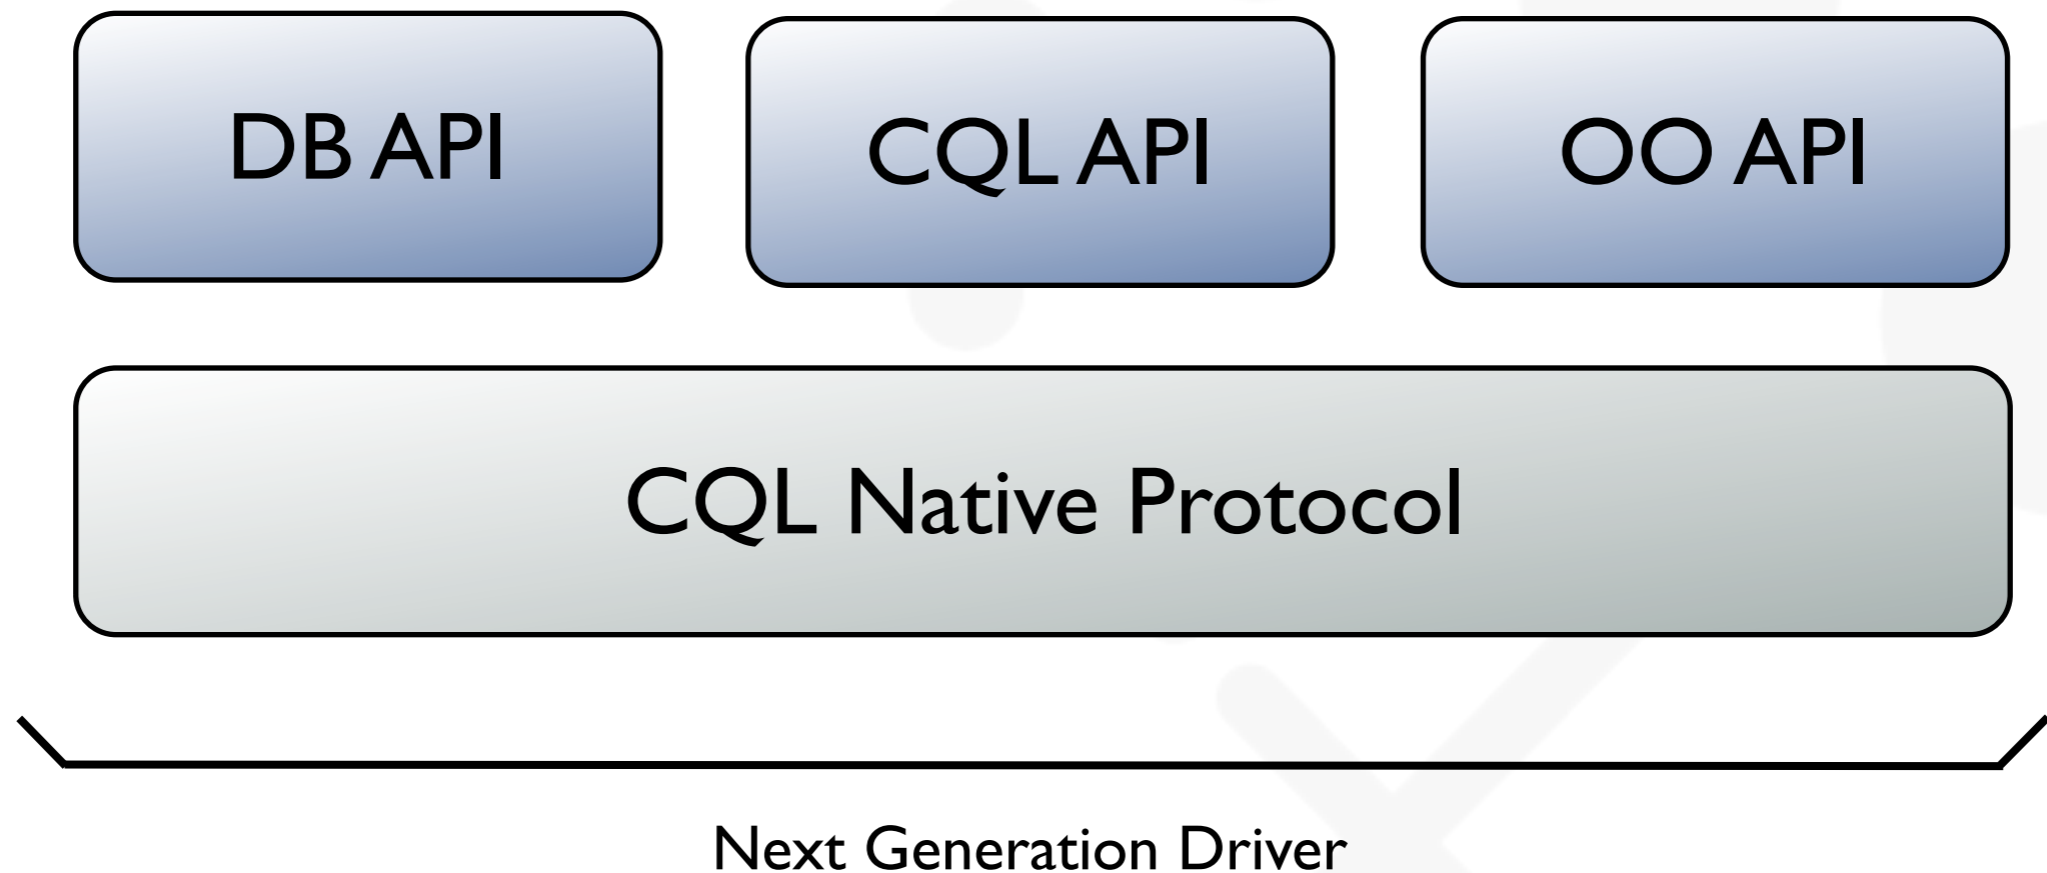 DB API
CQL API
OO API
CQL Native Protocol
Next Generation Driver